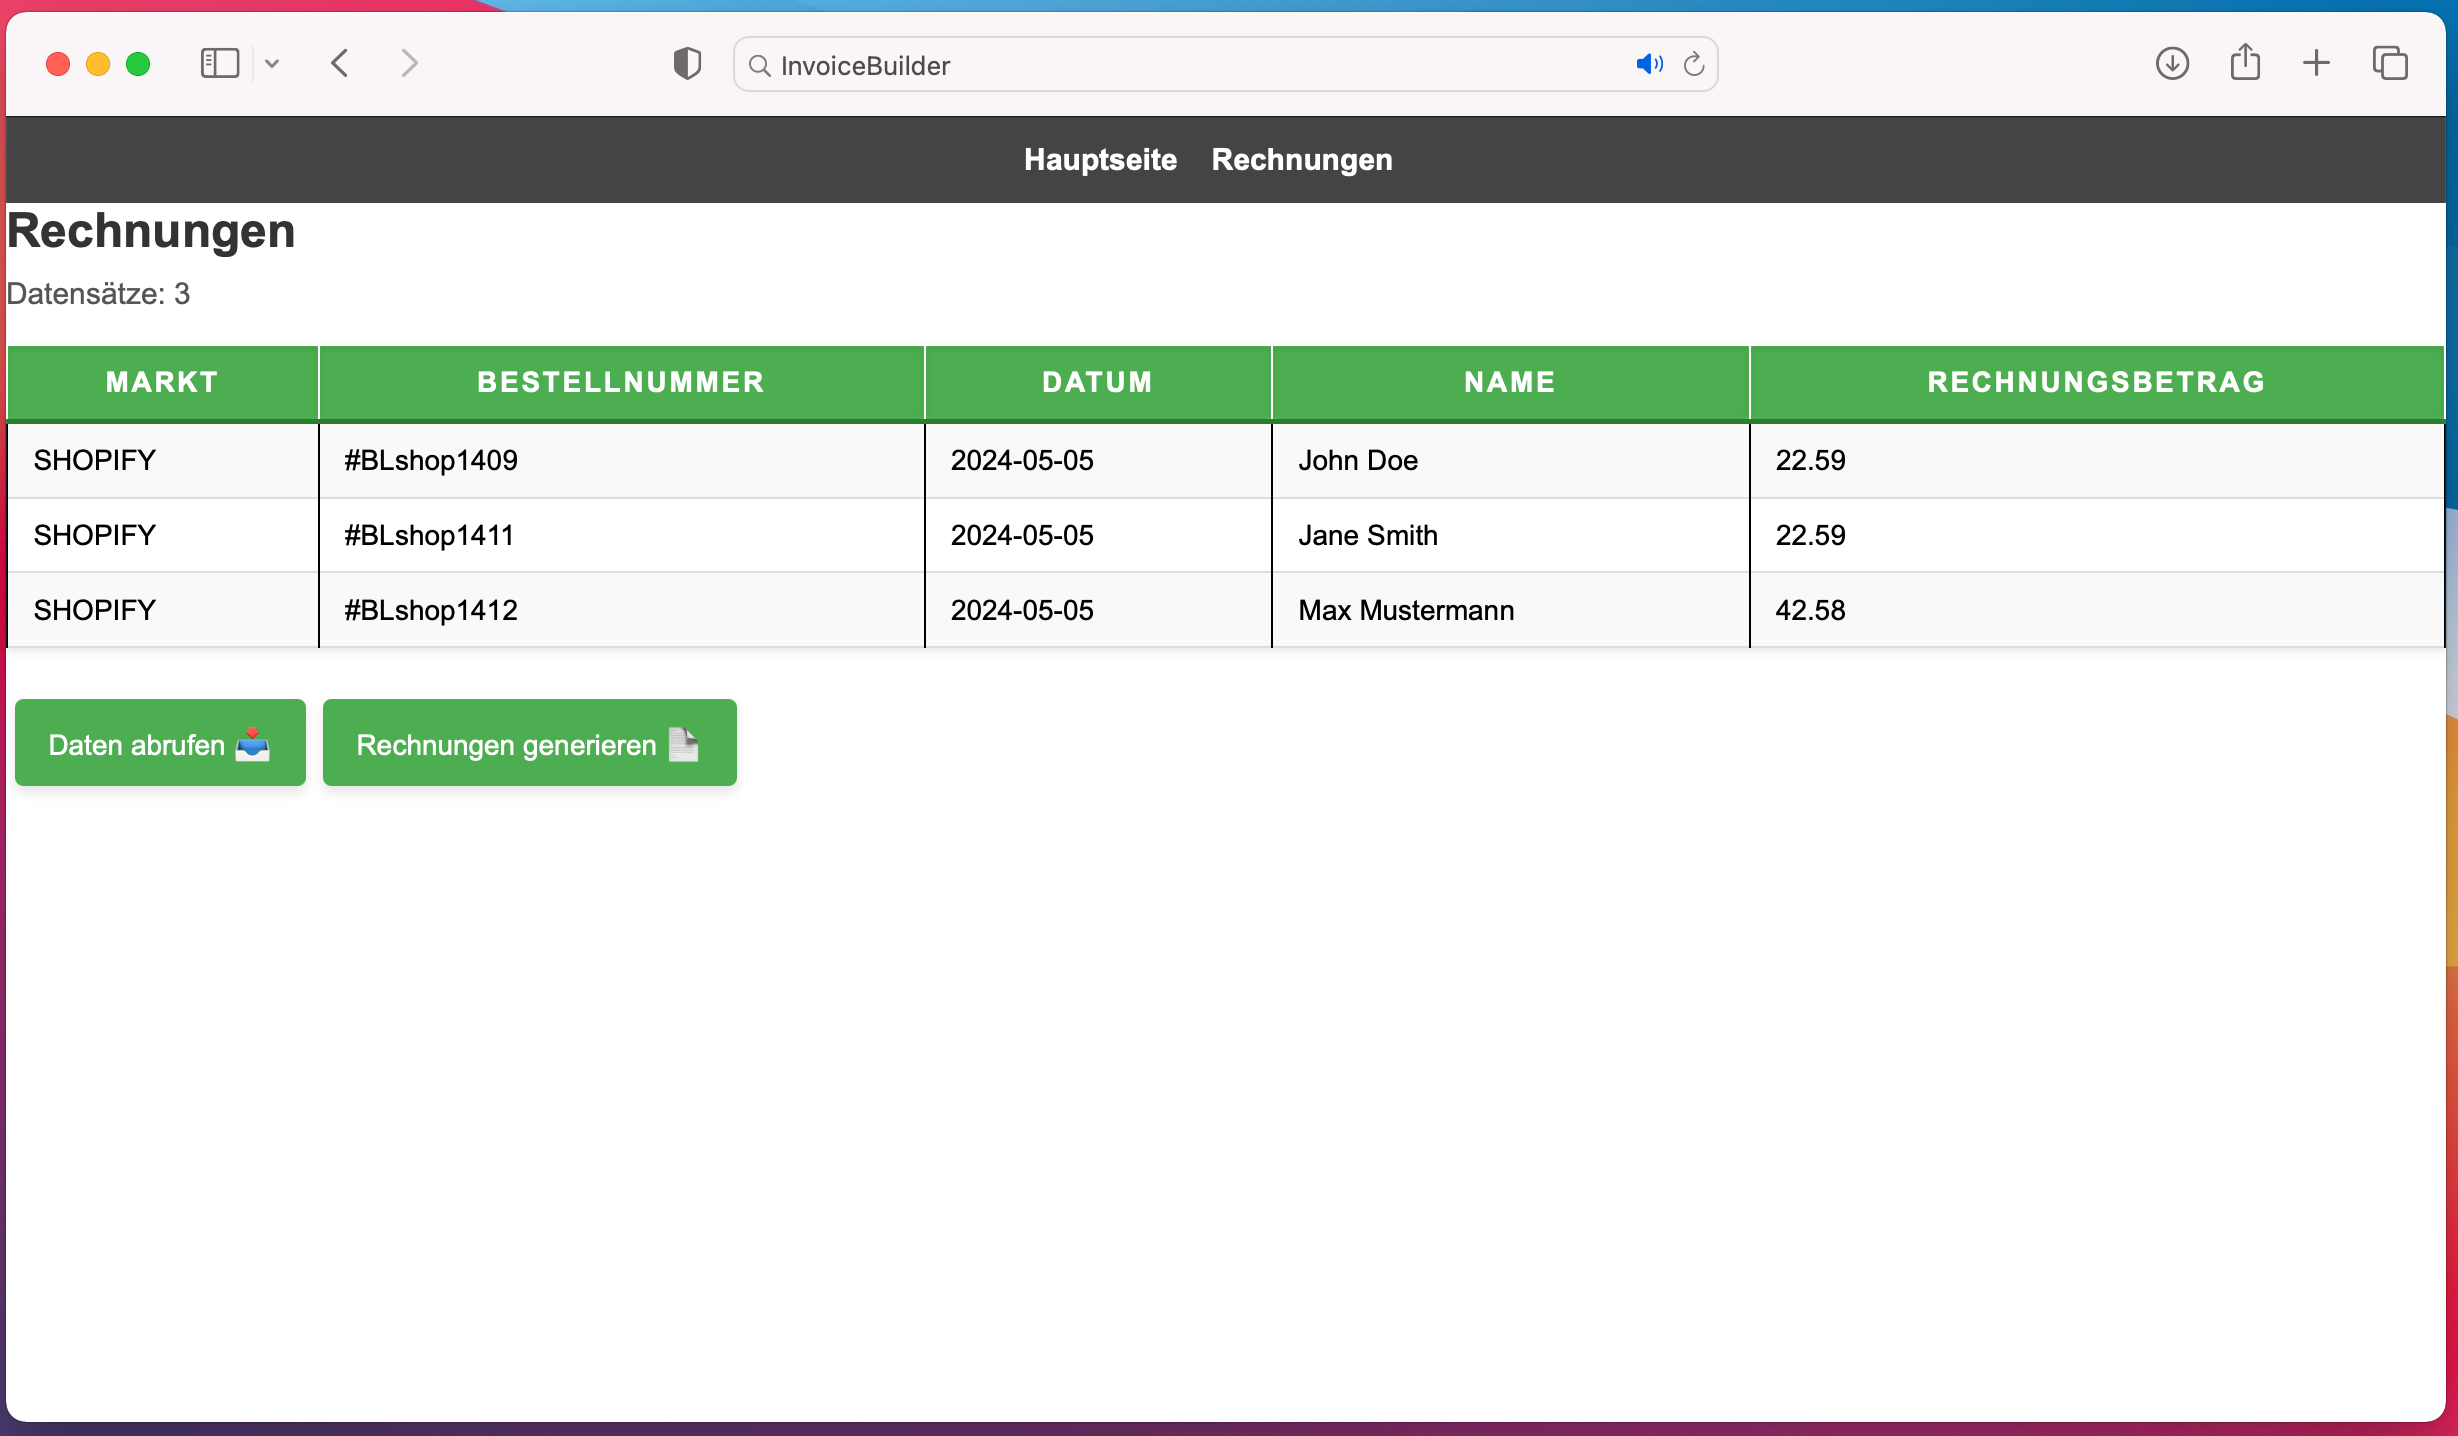 InvoiceBuilder
Hauptseite Rechnungen
Rechnungen
Datensätze: 3
MARKT BESTELLNUMMER DATUM NAME RECHNUNGSBETRAG
SHOPIFY #BLshop1409 2024-05-05 John Doe 22.59
SHOPIFY #BLshop1411 2024-05-05 Jane Smith 22.59
SHOPIFY #BLshop1412 2024-05-05 Max Mustermann 42.58
Daten abrufen 📥 Rechnungen generieren 📄